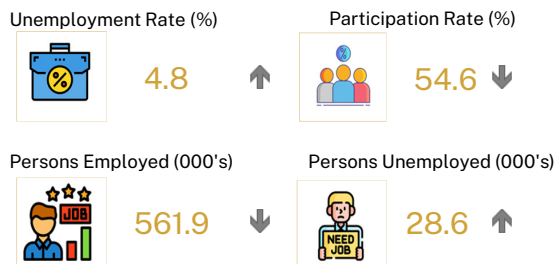 Unemployment Rate (%)
Participation Rate (%)
%
4.8
%
54.6
Persons Employed (000's)
Persons Unemployed (000's)
JOB
561.9
NEED
JOB
28.6